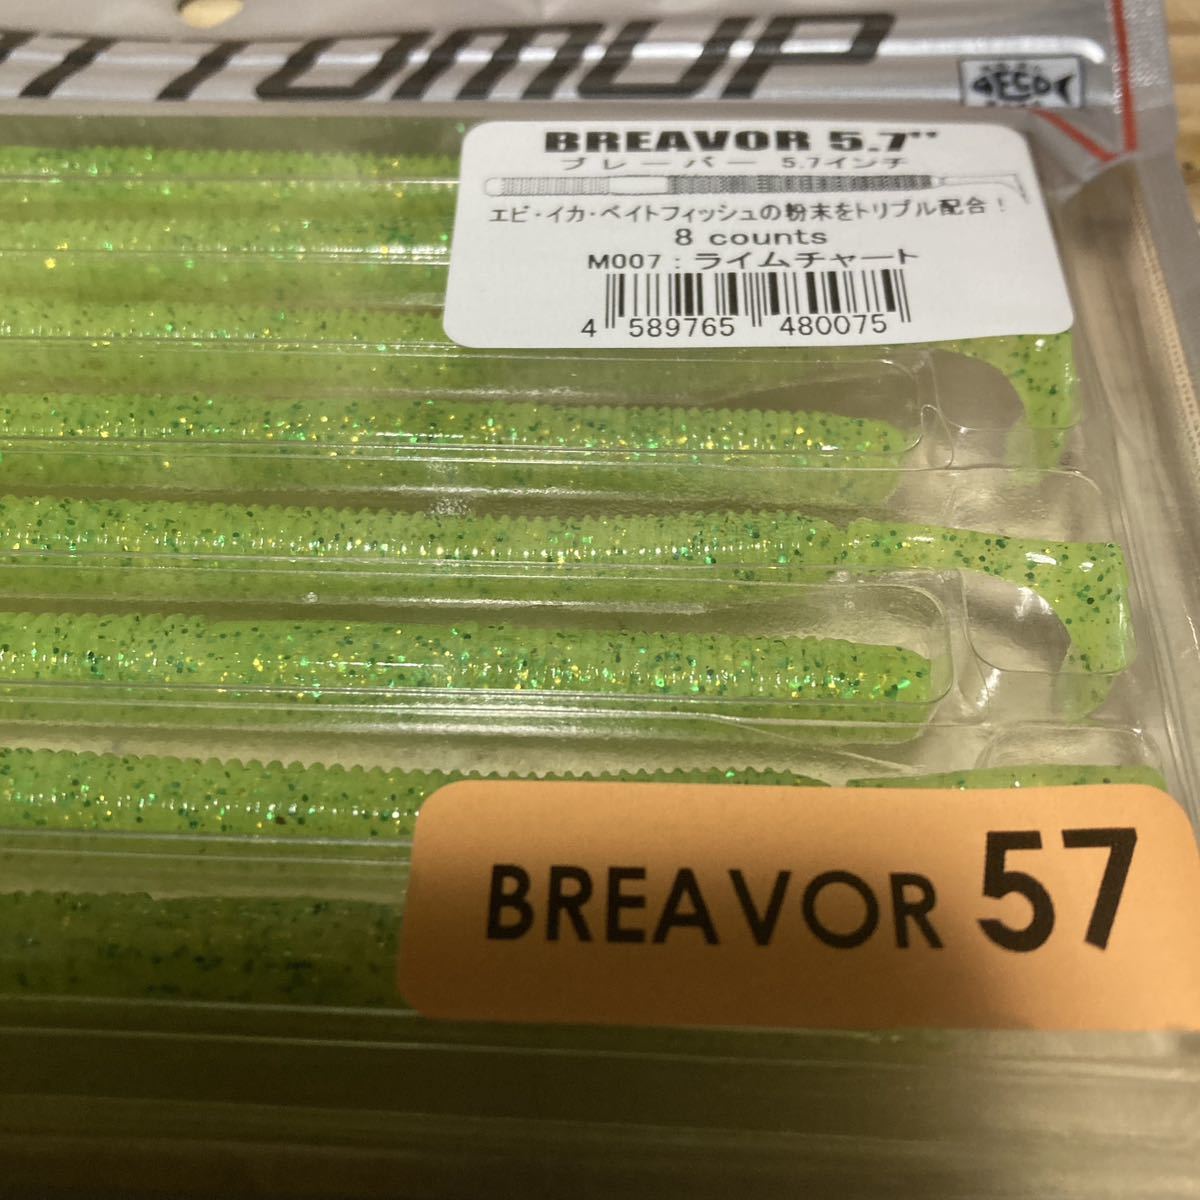 TTOMUP
ECO
BREAVOR 5.7"
ブレーバー 5.7インチ
エビ・イカ・ベイトフィッシュの粉末をトリプル配合！
8 counts
M007：ライムチャート
4 589765 480075
BREAVOR 57